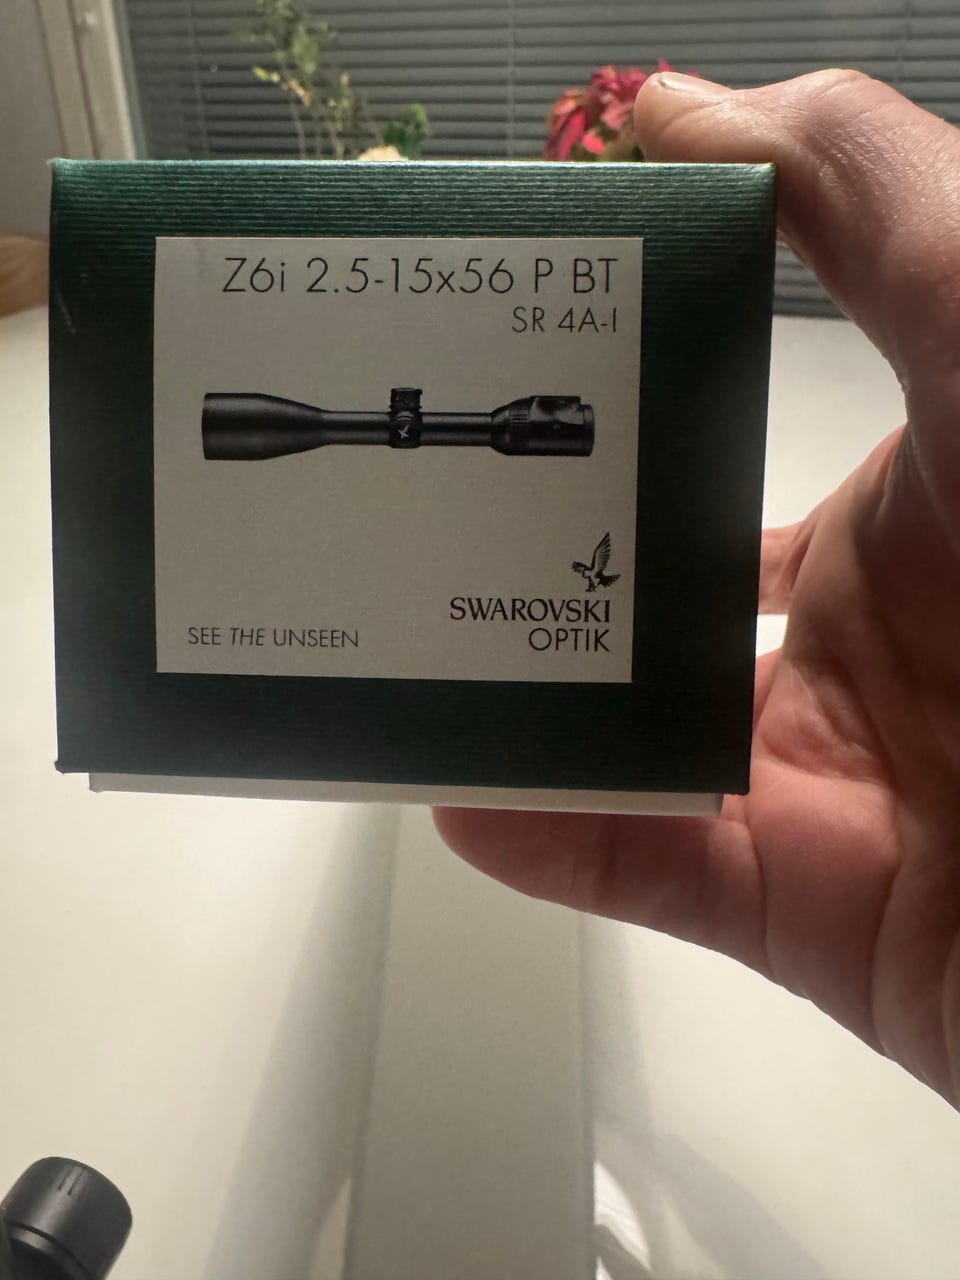 Z6i 2.5-15x56 P BT
SR 4A-I
SEE THE UNSEEN
SWAROVSKI
OPTIK